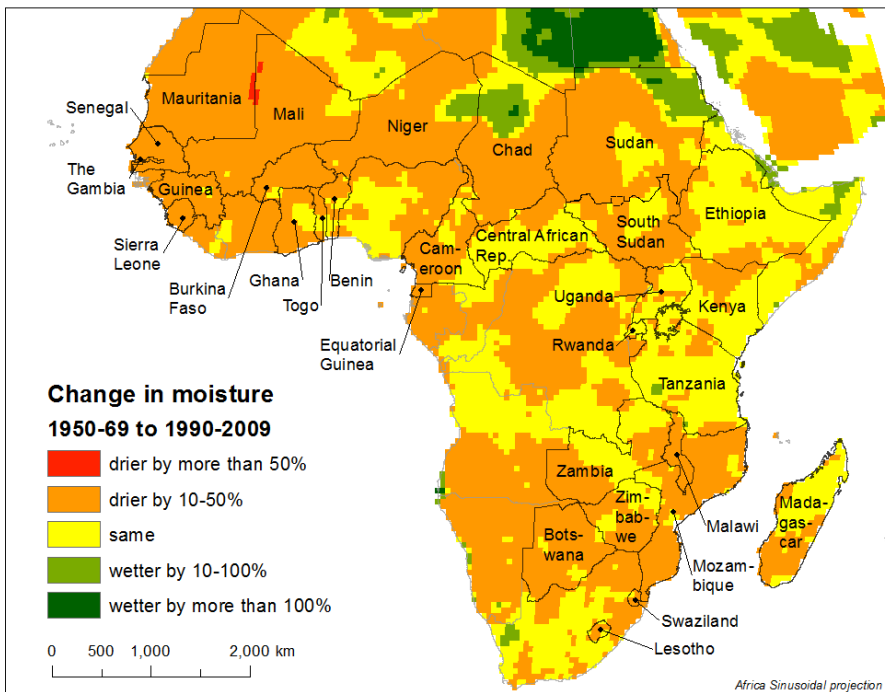 Senegal
Mauritania
Mali
Niger
Chad
Sudan
The
Gambia
Guinea
South
Sudan
Ethiopia
Sierra
Leone
Burkina
Faso
Ghana
Togo
Benin
Cam-
eroon
Central African
Rep.
Uganda
Kenya
Equatorial
Guinea
Rwanda
Tanzania
Change in moisture
1950-69 to 1990-2009
drier by more than 50%
drier by 10-50%
same
wetter by 10-100%
wetter by more than 100%
0 500 1,000 2,000 km
Zambia
Zim-
bab-
we
Bots-
wana
Malawi
Mozam-
bique
Mada-
gas-
car
Swaziland
Lesotho
Africa Sinusoidal projection